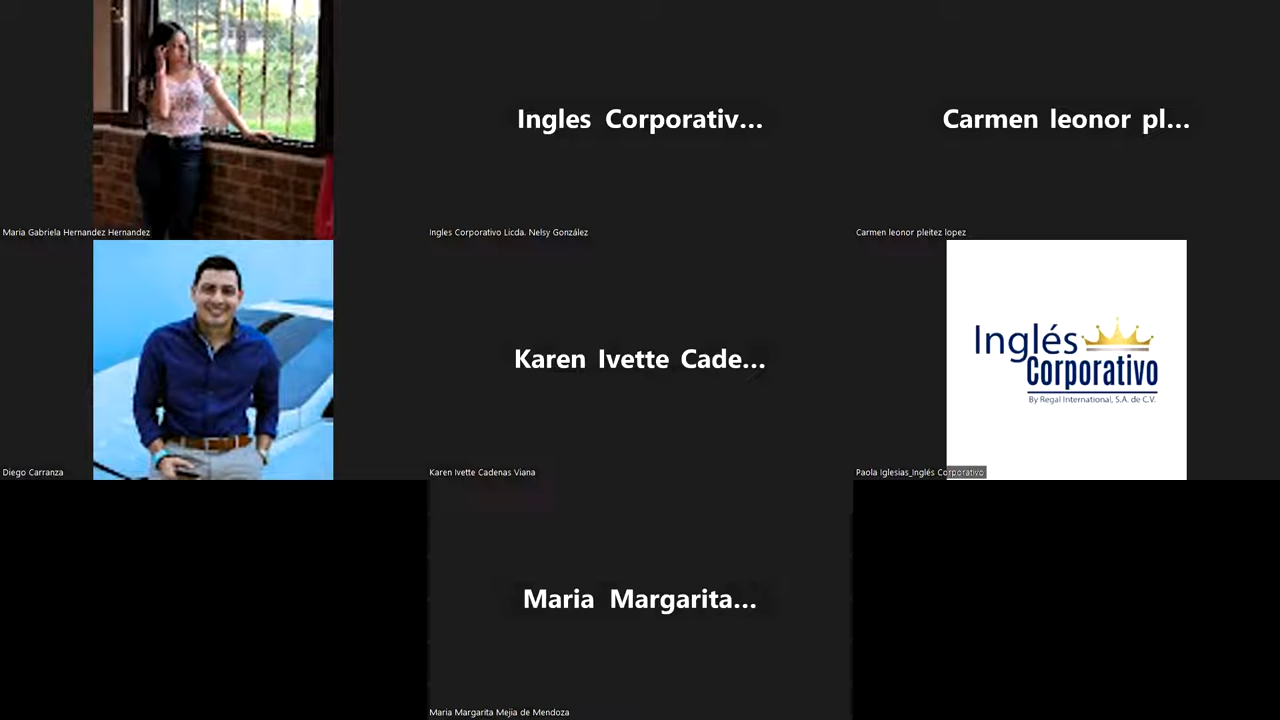 Ingles Corporativ...
Carmen leonor pl...
Maria Gabriela Hernandez Hernandez
Ingles Corporativo Licda. Nelsy González
Carmen leonor pleitez lopez
Karen Ivette Cade...
Inglés
Corporativo
By Regal International, S.A. de C.V.
Diego Carranza
Karen Ivette Cadenas Viana
Paola Iglesias_Inglés Corporativo
Maria Margarita...
Maria Margarita Mejia de Mendoza